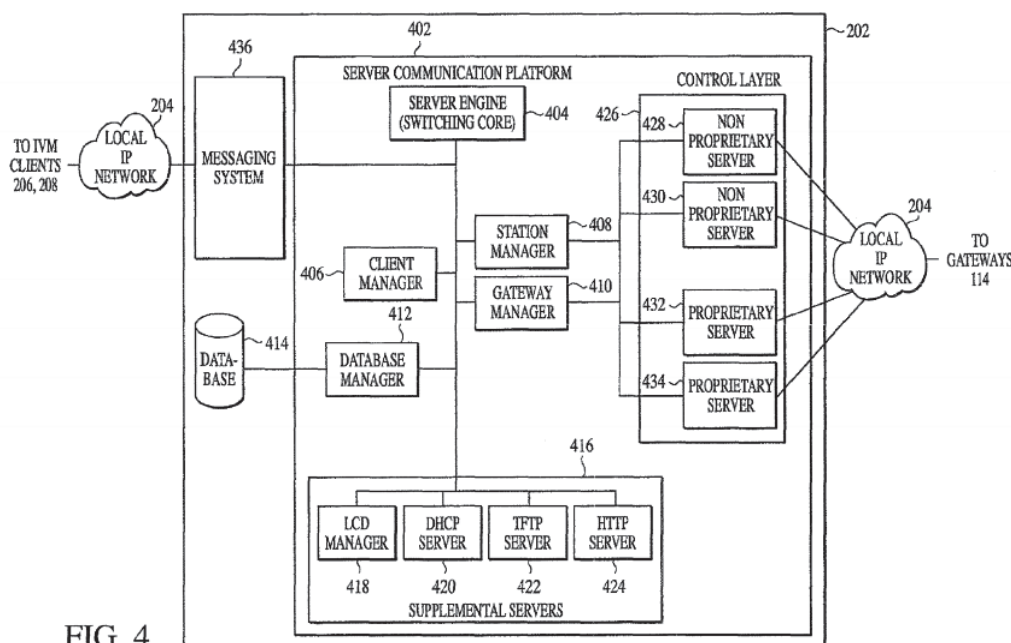 202
402
436
SERVER COMMUNICATION PLATFORM
CONTROL LAYER
SERVER ENGINE
(SWITCHING CORE)
404
426
428
NON
PROPRIETARY
SERVER
204
LOCAL
IP
NETWORK
TO IVM
CLIENTS
206, 208
MESSAGING
SYSTEM
430
NON
PROPRIETARY
SERVER
204
LOCAL
IP
NETWORK
TO
GATEWAYS
114
STATION
MANAGER
408
406
CLIENT
MANAGER
GATEWAY
MANAGER
410
432
PROPRIETARY
SERVER
412
414
DATA-
BASE
DATABASE
MANAGER
434
PROPRIETARY
SERVER
416
LCD
MANAGER
DHCP
SERVER
TFTP
SERVER
HTTP
SERVER
418
420
422
424
SUPPLEMENTAL SERVERS
FIG. 4